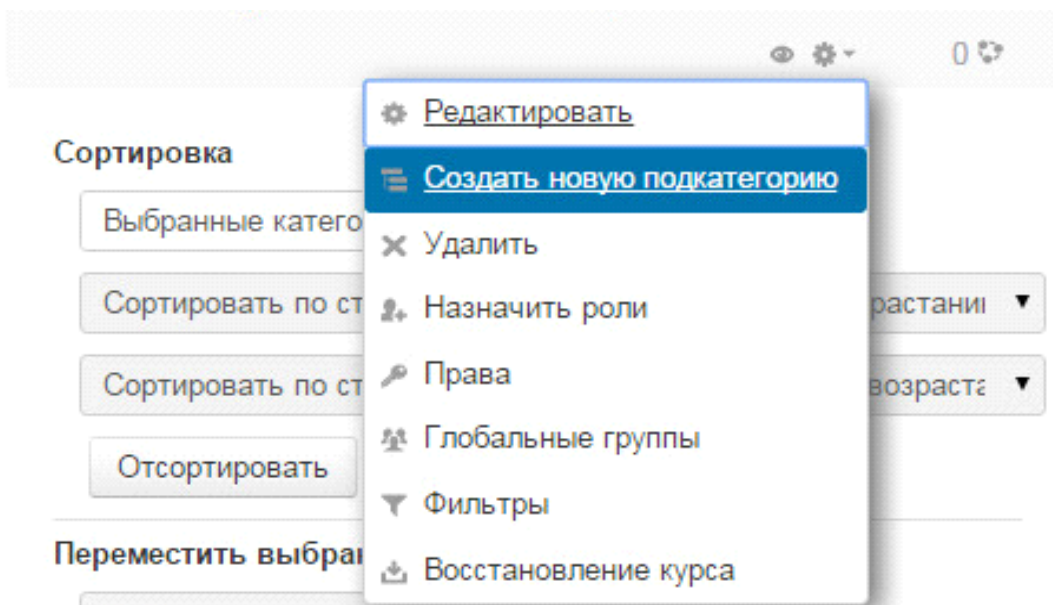 0
Редактировать
Сортировка
Создать новую подкатегорию
Выбранные катего
Удалить
Сортировать по ст
Назначить роли
растани
Права
Сортировать по ст
возраста
Глобальные группы
Отсортировать
Фильтры
Переместить выбран
Восстановление курса